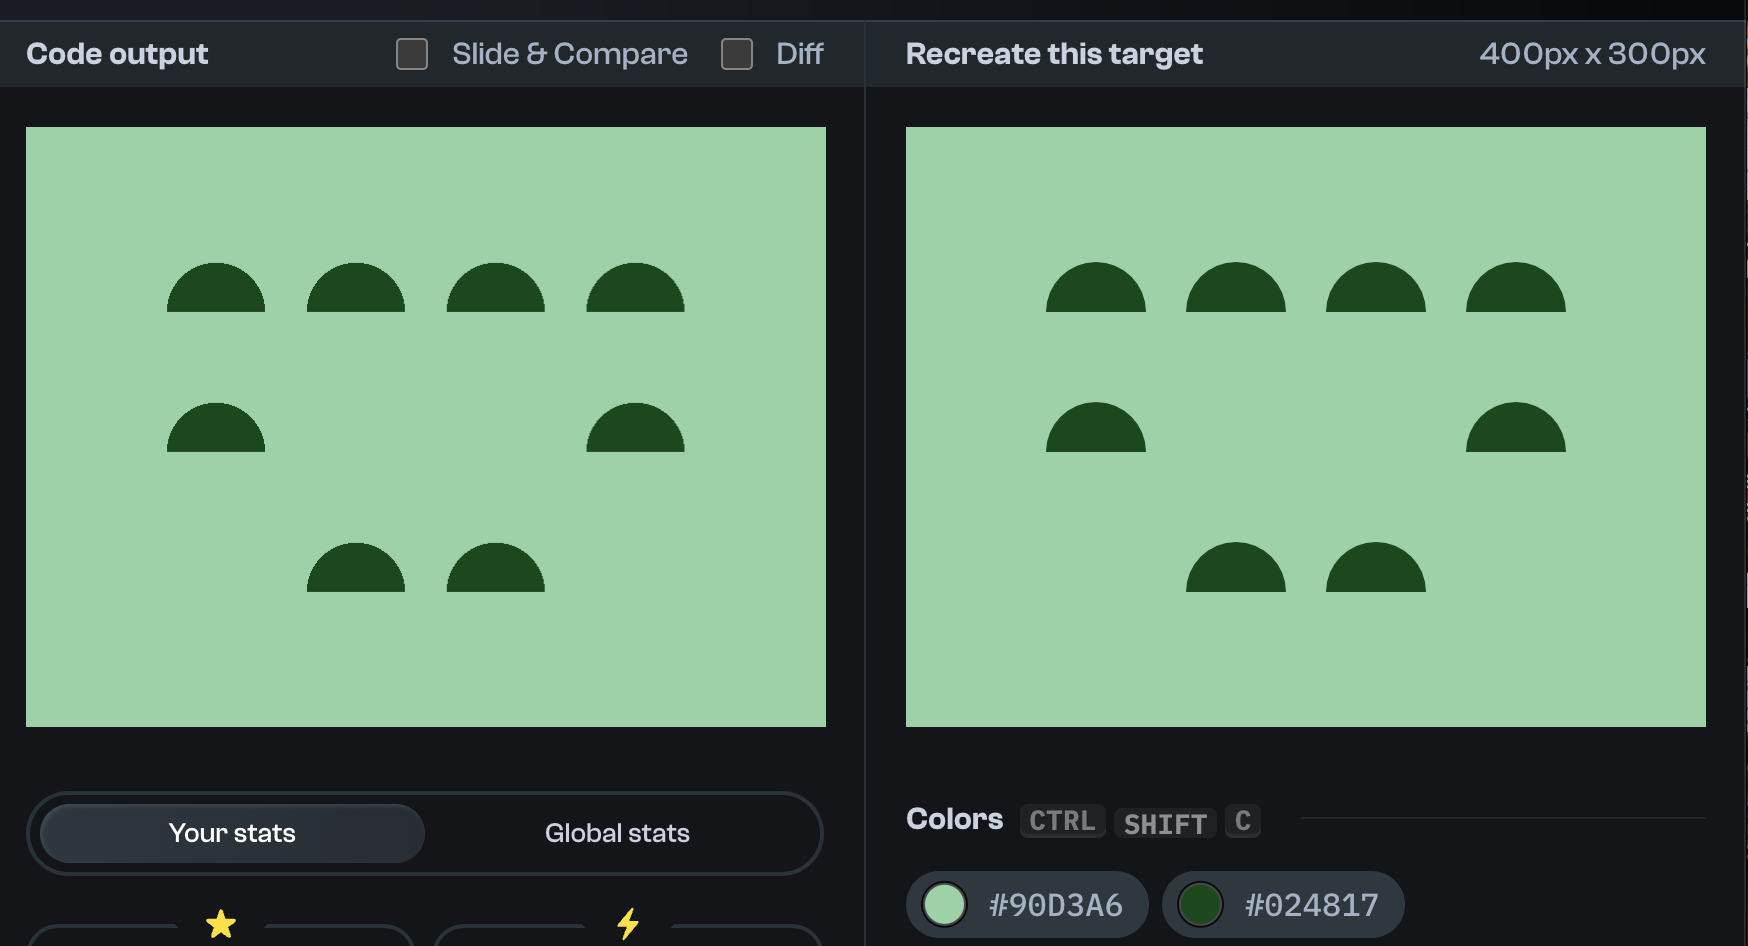 Code output
Slide & Compare
Diff
Recreate this target
400px x 300px
Your stats
Global stats
Colors CTRL SHIFT C
#90D3A6
#024817